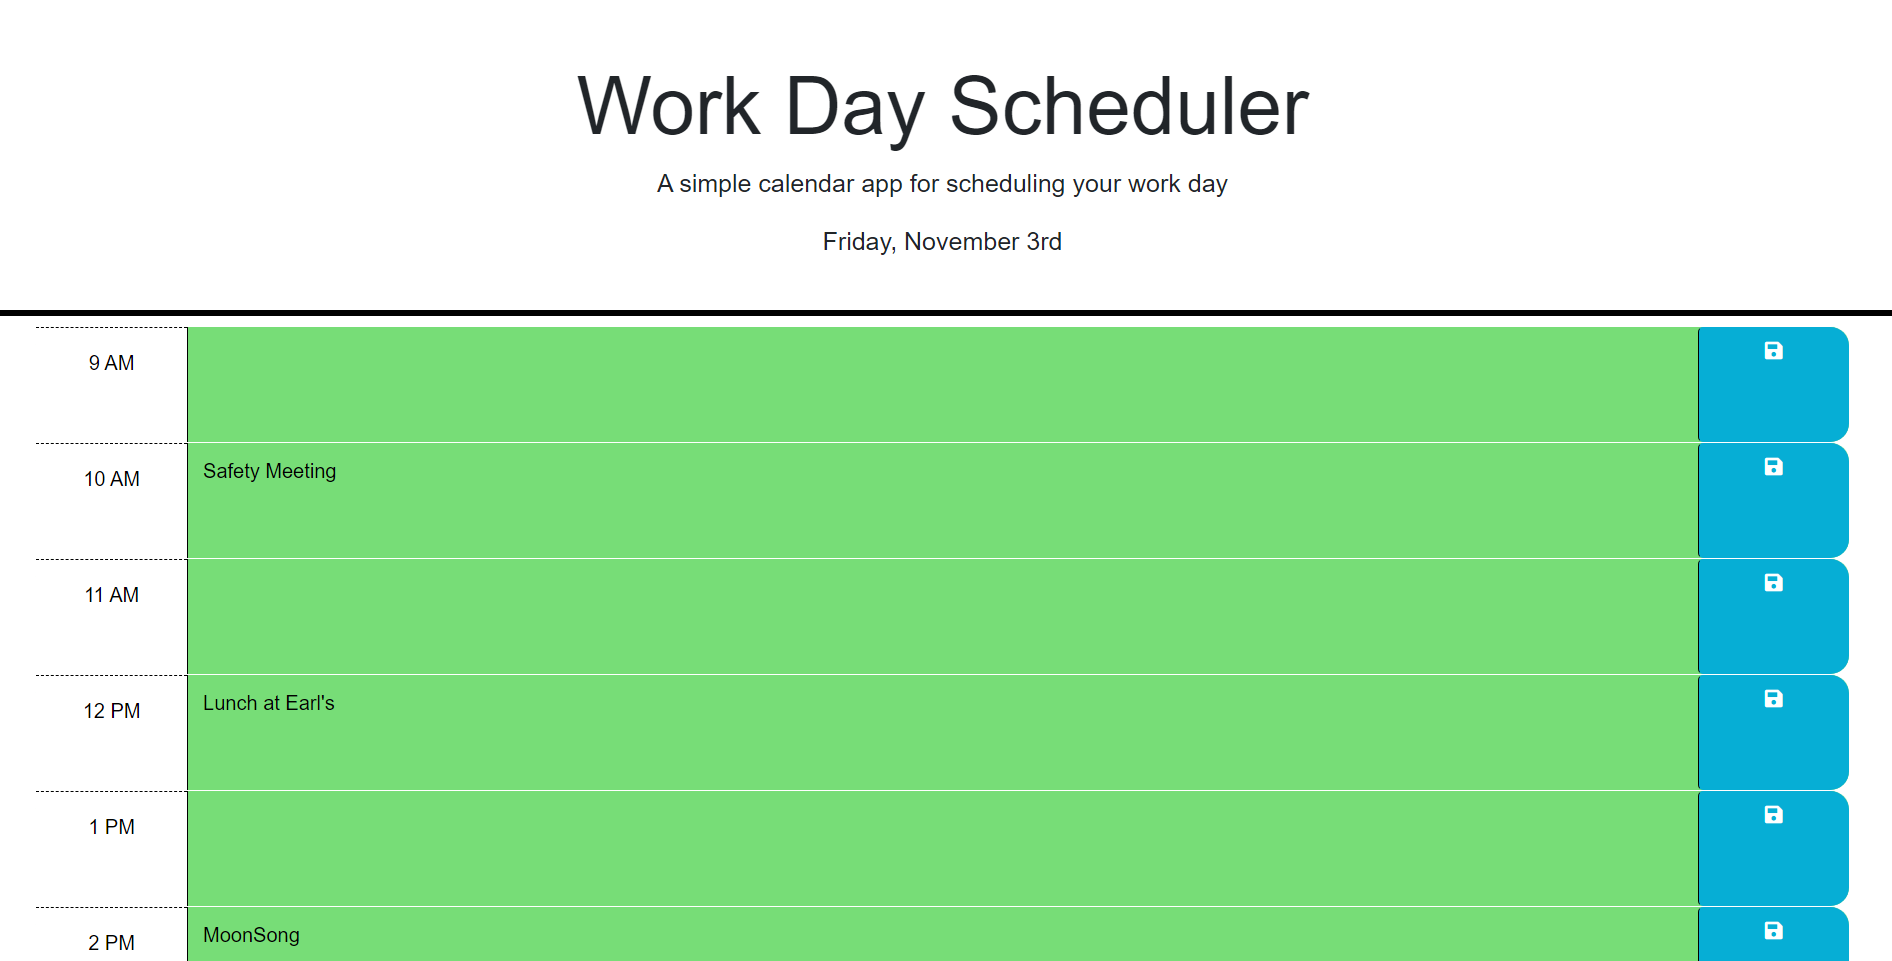 Work Day Scheduler
A simple calendar app for scheduling your work day
Friday, November 3rd
9 AM
10 AM
Safety Meeting
11 AM
12 PM
Lunch at Earl's
1 PM
2 PM
MoonSong